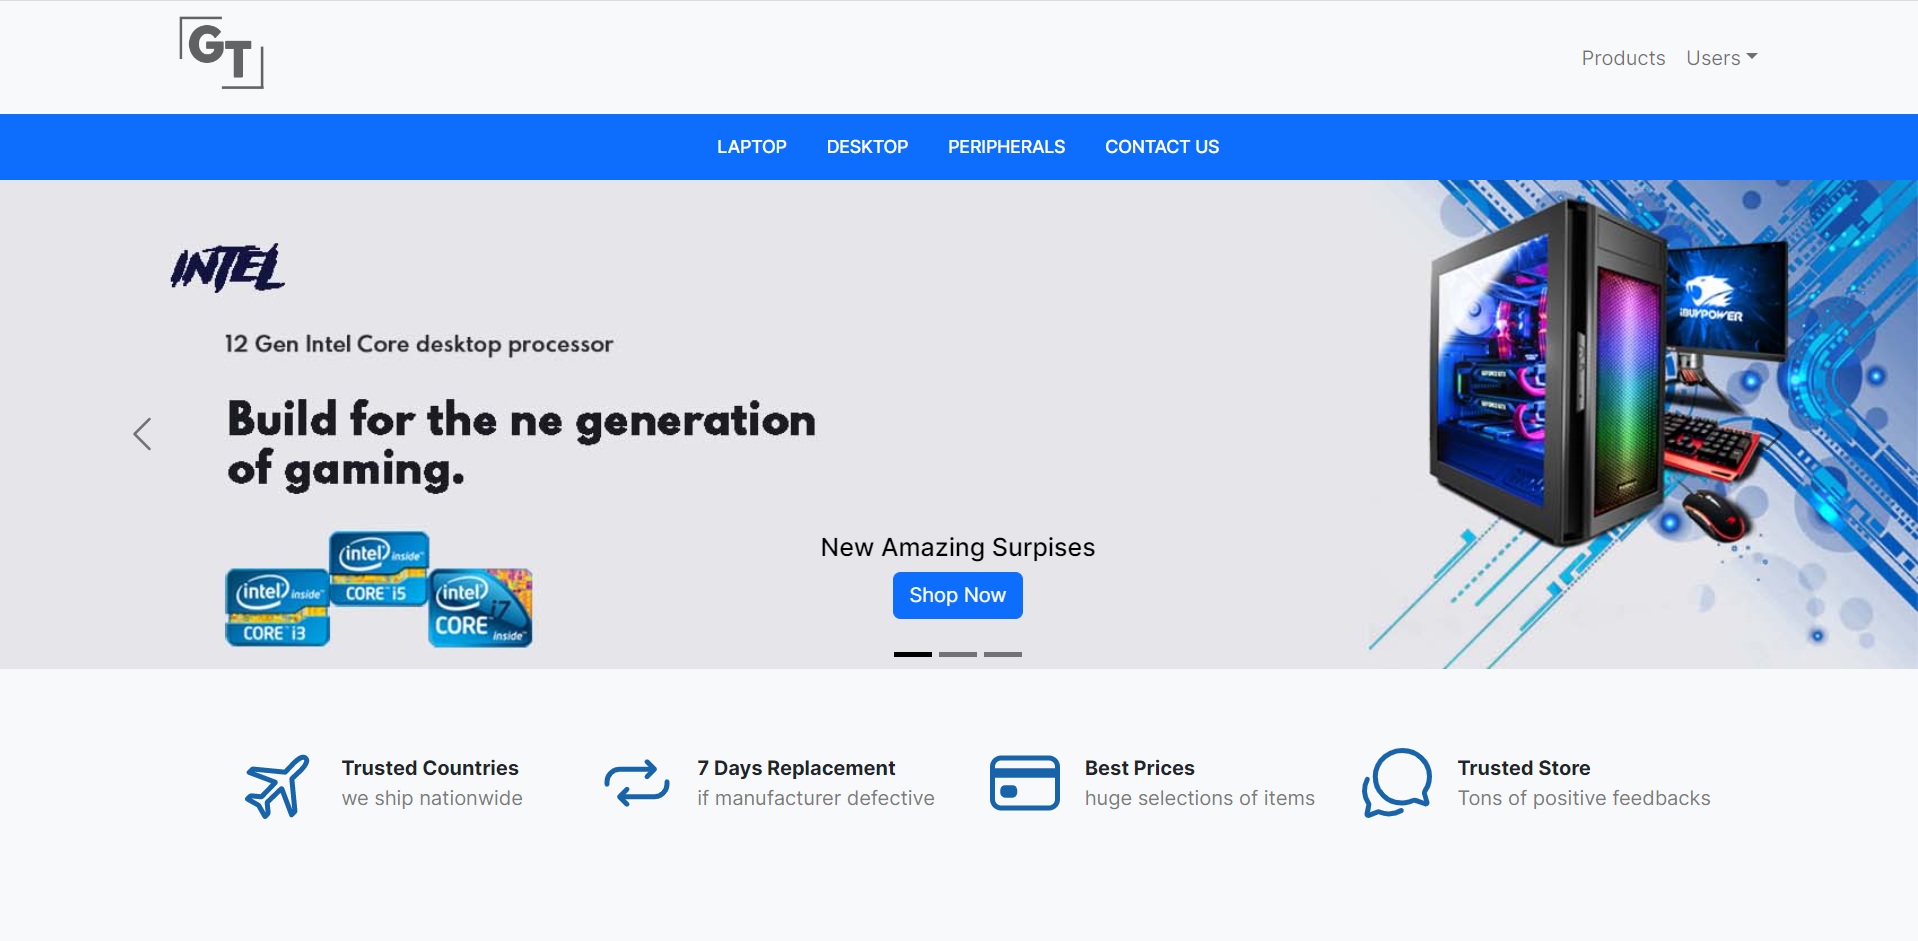 GT
Products Users
LAPTOP DESKTOP PERIPHERALS CONTACT US
INTEL
12 Gen Intel Core desktop processor
Build for the ne generation
of gaming.
iBUYPOWER
intel inside
CORE i5
intel inside
CORE i3
intel
i7
CORE
inside
New Amazing Surpises
Shop Now
Trusted Countries
we ship nationwide
7 Days Replacement
if manufacturer defective
Best Prices
huge selections of items
Trusted Store
Tons of positive feedbacks